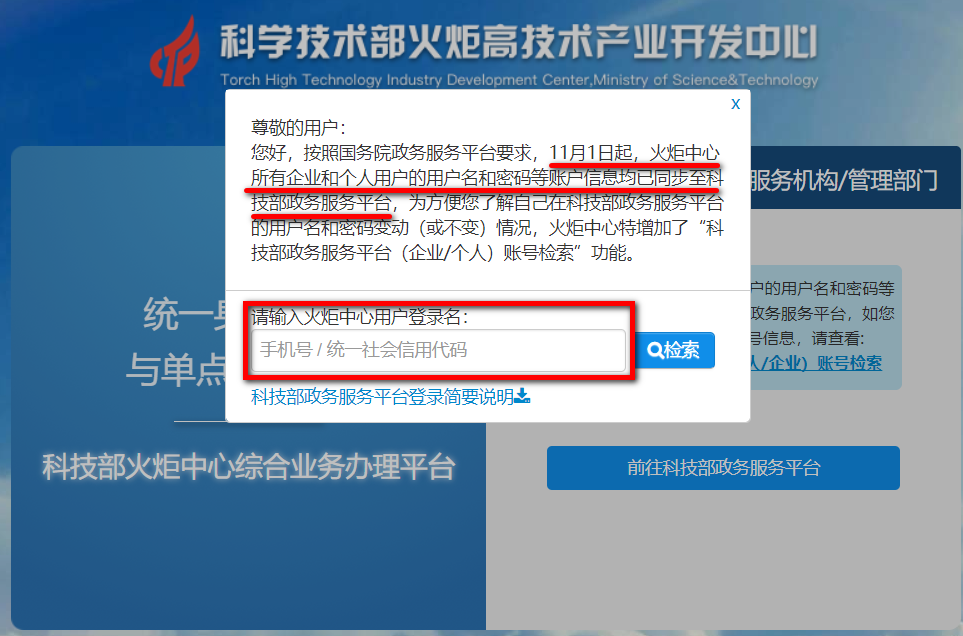 科学技术部火炬高技术产业开发中心
Torch High Technology Industry Development Center,Ministry of Science&Technology
x
尊敬的用户：
您好，按照国务院政务服务平台要求，11月1日起，火炬中心
所有企业和个人用户的用户名和密码等账户信息均已同步至科
技部政务服务平台，为方便您了解自己在科技部政务服务平台
的用户名和密码变动（或不变）情况，火炬中心特增加了“科
技部政务服务平台（企业/个人）账号检索”功能。
请输入火炬中心用户登录名：
手机号 / 统一社会信用代码
检索
科技部政务服务平台登录简要说明
服务机构/管理部门
统一身
与单点
科技部火炬中心综合业务办理平台
户的用户名和密码等
政务服务平台，如您
号信息，请查看：
人/企业）账号检索
前往科技部政务服务平台